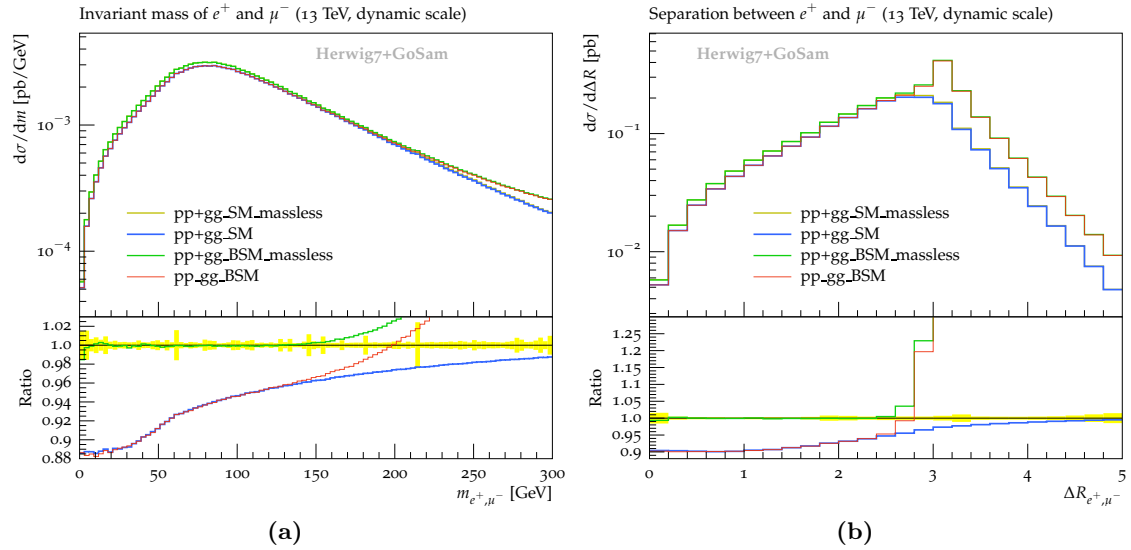 Invariant mass of e⁺ and μ⁻ (13 TeV, dynamic scale)
Herwig7+GoSam
dσ/dm [pb/GeV]
10⁻³
10⁻⁴
pp+gg_SM_massless
pp+gg_SM
pp+gg_BSM_massless
pp_gg_BSM
Ratio
1.02
1.0
0.98
0.96
0.94
0.92
0.9
0.88
0 50 100 150 200 250 300
m_{e⁺,μ⁻} [GeV]
(a)
Separation between e⁺ and μ⁻ (13 TeV, dynamic scale)
Herwig7+GoSam
dσ/dΔR [pb]
10⁻¹
10⁻²
pp+gg_SM_massless
pp+gg_SM
pp+gg_BSM_massless
pp_gg_BSM
Ratio
1.25
1.2
1.15
1.1
1.05
1.0
0.95
0.9
0 1 2 3 4 5
ΔR_{e⁺,μ⁻}
(b)